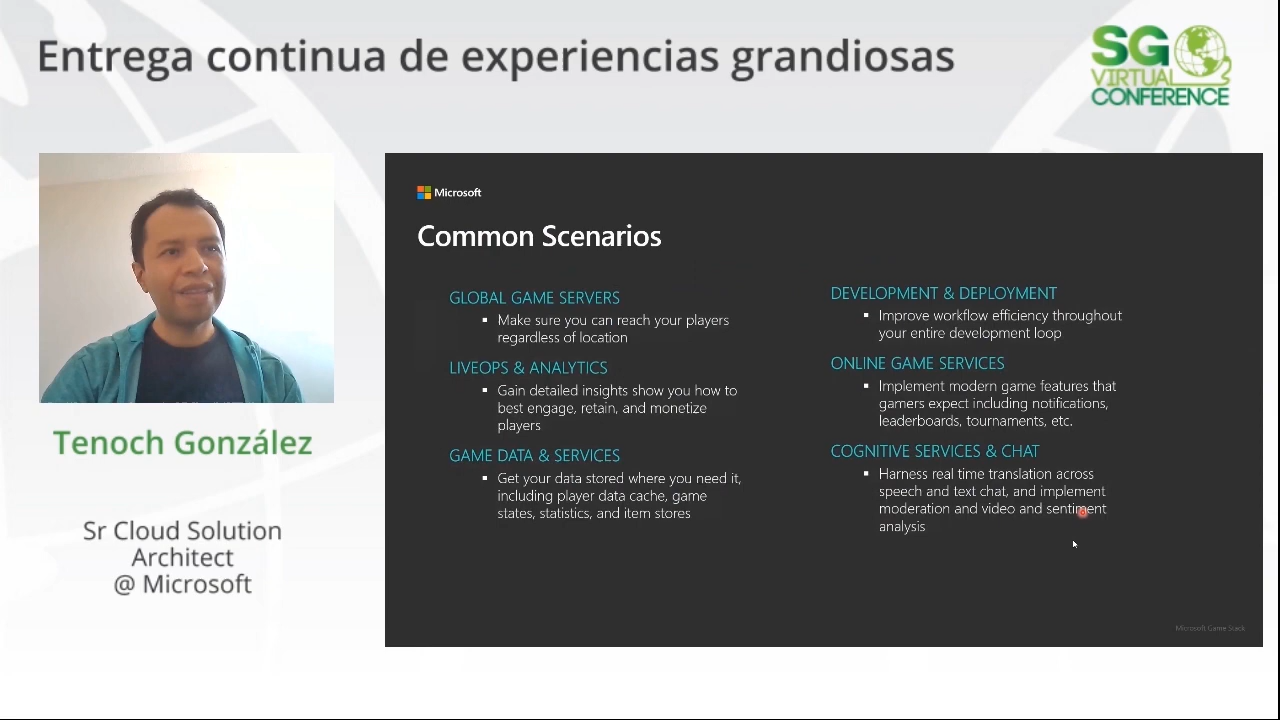 Entrega continua de experiencias grandiosas
SG
VIRTUAL
CONFERENCE
Tenoch González
Sr Cloud Solution
Architect
@ Microsoft
Microsoft
Common Scenarios
GLOBAL GAME SERVERS
▪ Make sure you can reach your players
regardless of location
LIVEOPS & ANALYTICS
▪ Gain detailed insights show you how to
best engage, retain, and monetize
players
GAME DATA & SERVICES
▪ Get your data stored where you need it,
including player data cache, game
states, statistics, and item stores
DEVELOPMENT & DEPLOYMENT
▪ Improve workflow efficiency throughout
your entire development loop
ONLINE GAME SERVICES
▪ Implement modern game features that
gamers expect including notifications,
leaderboards, tournaments, etc.
COGNITIVE SERVICES & CHAT
▪ Harness real time translation across
speech and text chat, and implement
moderation and video and sentiment
analysis
Microsoft Game Stack